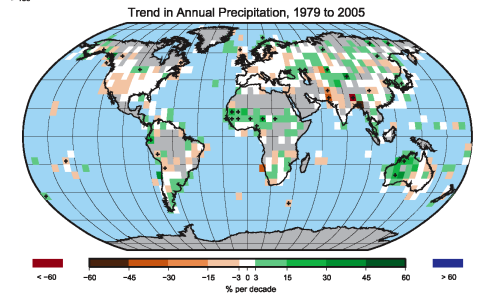 Trend in Annual Precipitation, 1979 to 2005
< -60
-60 -45 -30 -15 -3 0 3 15 30 45 60
> 60
% per decade